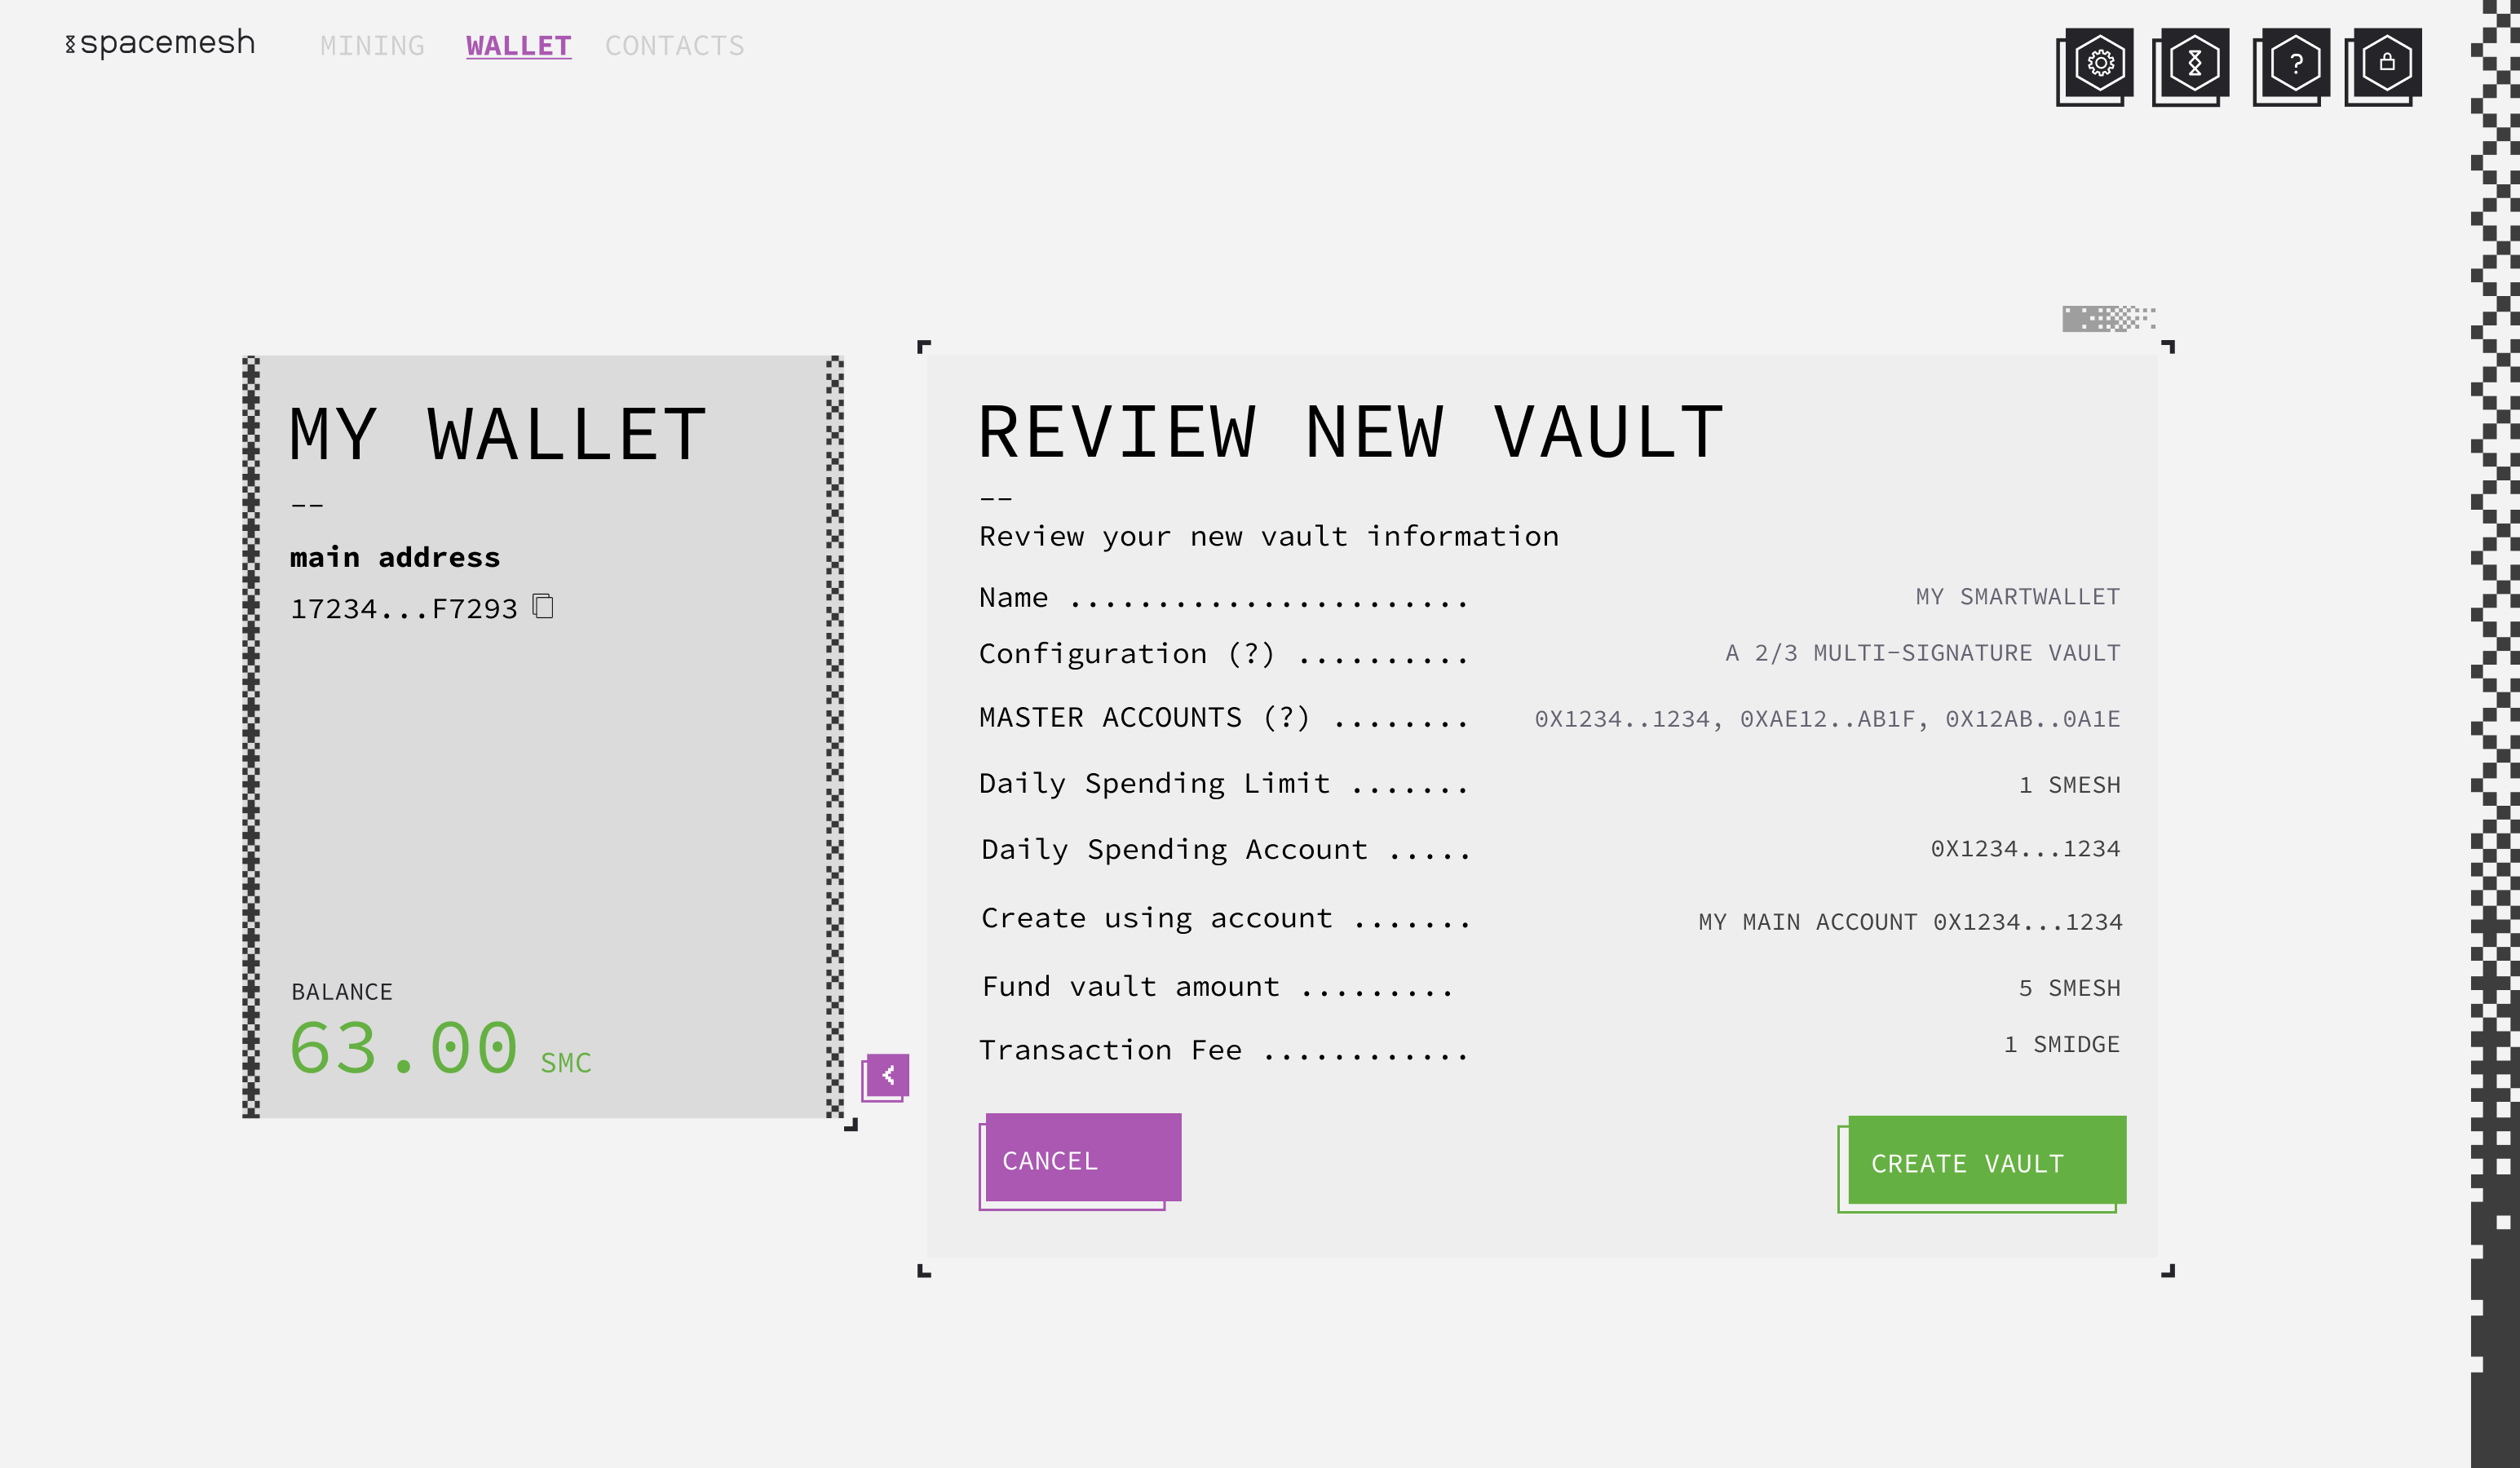 spacemesh MINING WALLET CONTACTS
?
MY WALLET
--
main address
17234...F7293
BALANCE
63.00 SMC
REVIEW NEW VAULT
--
Review your new vault information
Name ....................... MY SMARTWALLET
Configuration (?) .......... A 2/3 MULTI-SIGNATURE VAULT
MASTER ACCOUNTS (?) ........ 0X1234..1234, 0XAE12..AB1F, 0X12AB..0A1E
Daily Spending Limit ....... 1 SMESH
Daily Spending Account ..... 0X1234...1234
Create using account ....... MY MAIN ACCOUNT 0X1234...1234
Fund vault amount ......... 5 SMESH
Transaction Fee ............ 1 SMIDGE
CANCEL CREATE VAULT